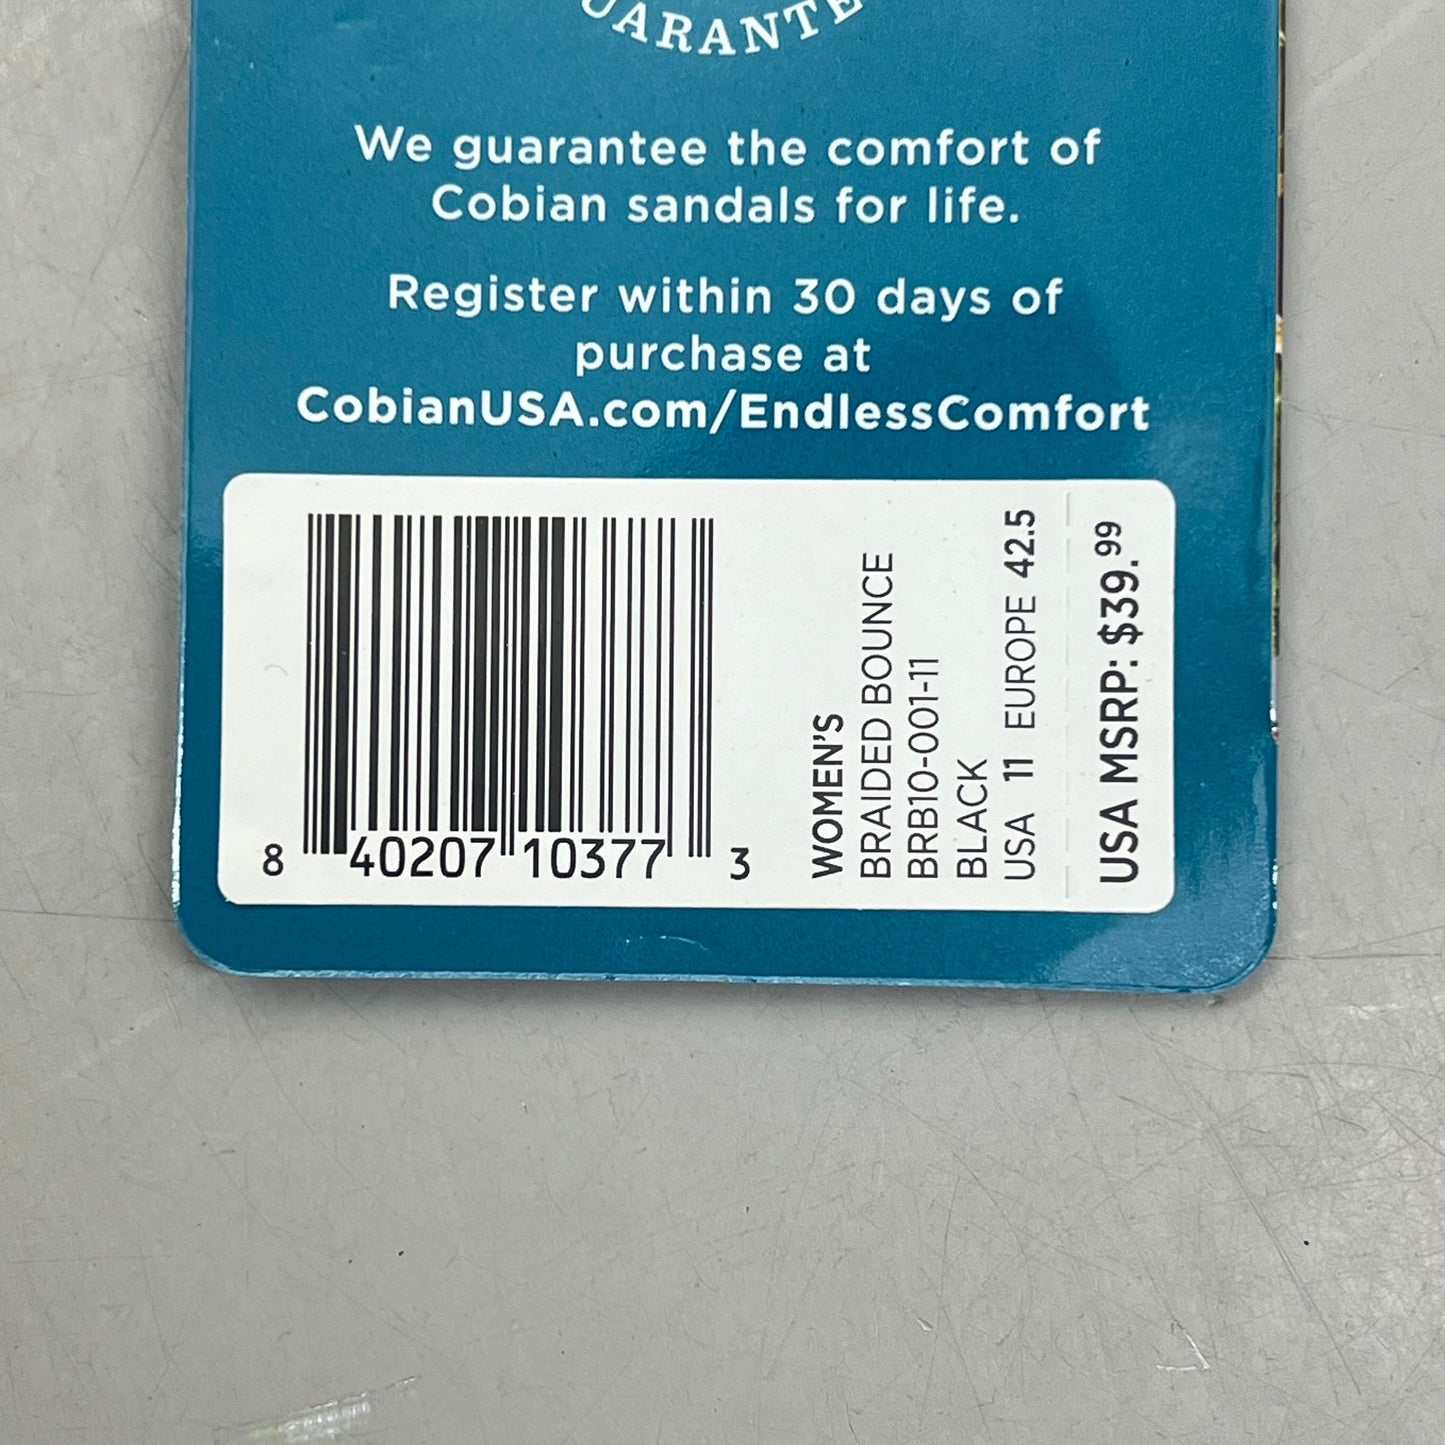 We guarantee the comfort of
Cobian sandals for life.
Register within 30 days of
purchase at
CobianUSA.com/EndlessComfort
8 40207 10377 3
WOMEN'S
BRAIDED BOUNCE
BRB10-001-11
BLACK
USA 11 EUROPE 42.5
USA MSRP: $39.99